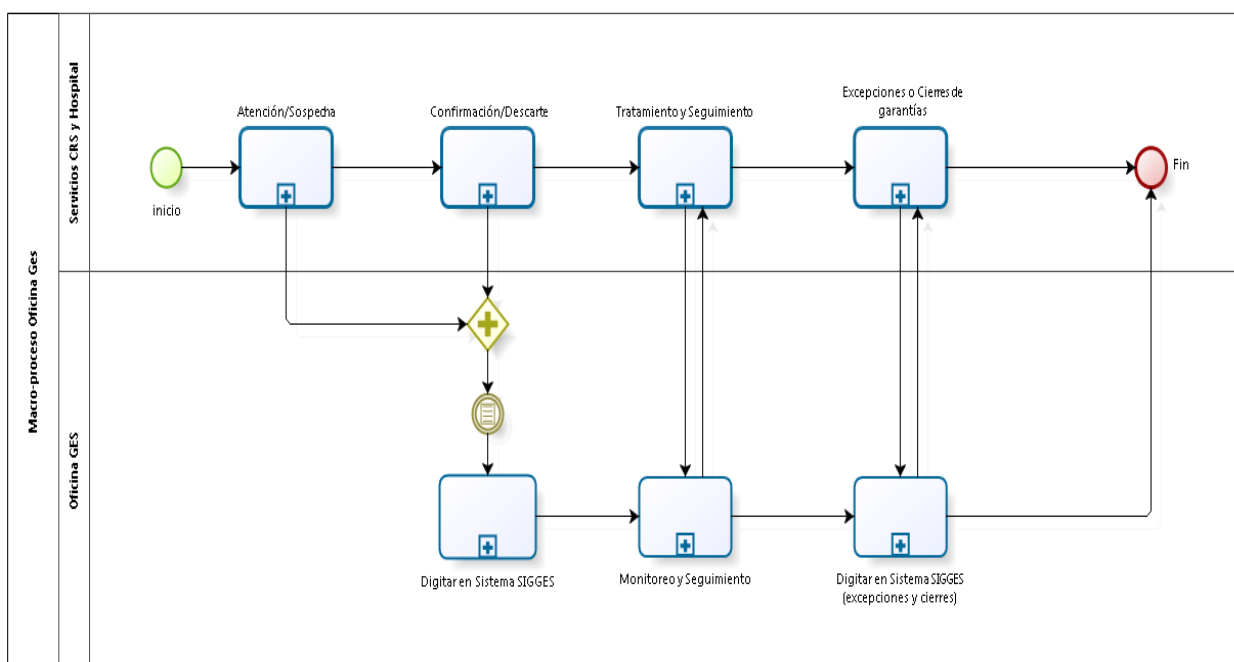 Macro-proceso Oficina Ges
Servicios CRS y Hospital
Atención/Sospecha
Confirmación/Descarte
Tratamiento y Seguimiento
Excepciones o Cierres de
garantías
inicio
Fin
Oficina GES
Digitar en Sistema SIGGES
Monitoreo y Seguimiento
Digitar en Sistema SIGGES
(excepciones y cierres)